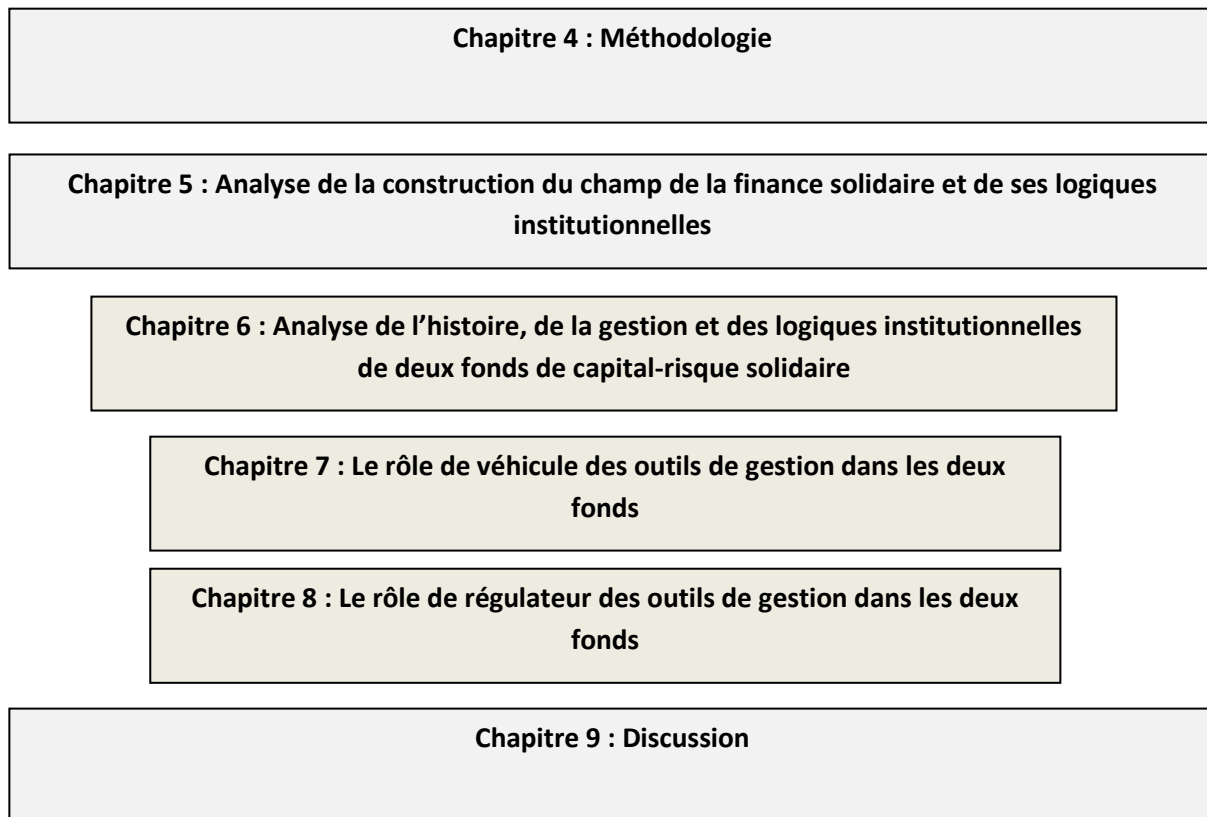 Chapitre 4 : Méthodologie
Chapitre 5 : Analyse de la construction du champ de la finance solidaire et de ses logiques
institutionnelles
Chapitre 6 : Analyse de l’histoire, de la gestion et des logiques institutionnelles
de deux fonds de capital-risque solidaire
Chapitre 7 : Le rôle de véhicule des outils de gestion dans les deux
fonds
Chapitre 8 : Le rôle de régulateur des outils de gestion dans les deux
fonds
Chapitre 9 : Discussion